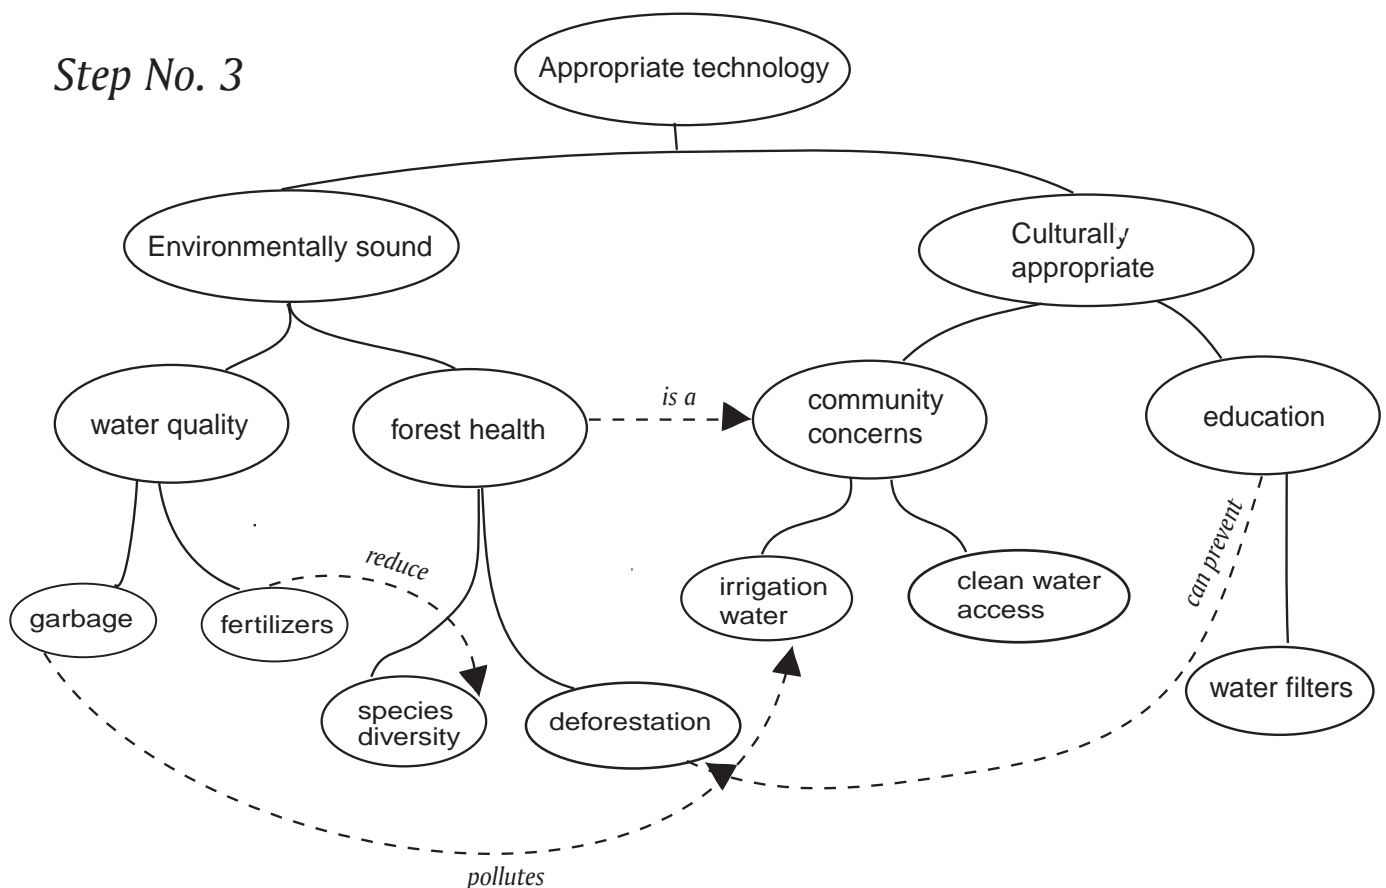 Step No. 3
Appropriate technology
Environmentally sound
Culturally
appropriate
water quality
forest health
is a
community
concerns
education
garbage
fertilizers
reduce
species
diversity
deforestation
irrigation
water
clean water
access
can prevent
water filters
pollutes